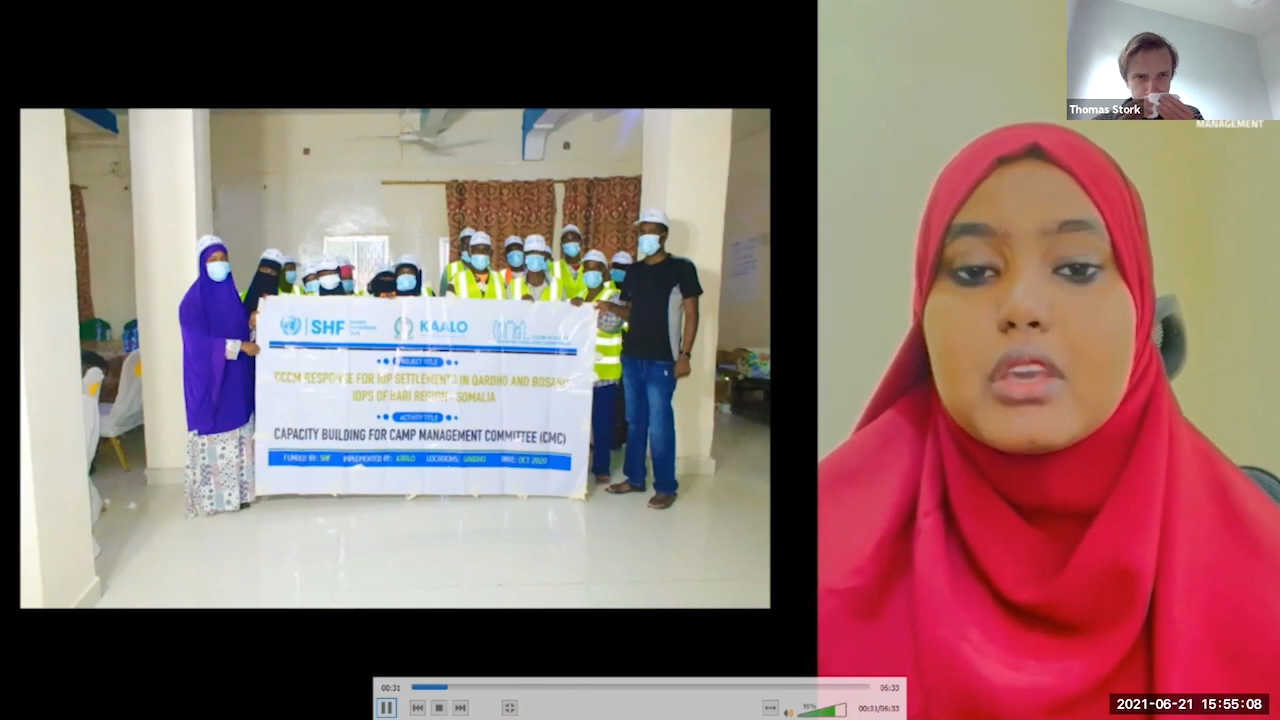 Thomas Stork
MANAGEMENT
SHF
KAALO
PROJECT TITLE
CCCM RESPONSE FOR IDP SETTLEMENTS IN QARDHO AND BOSASO
IDPS OF BARI REGION - SOMALIA
ACTIVITY TITLE
CAPACITY BUILDING FOR CAMP MANAGEMENT COMMITTEE (CMC)
FUNDED BY: SHF IMPLEMENTED BY: KAALO LOCATIONS: QARDHO DATE: OCT 2020
00:31
06:33
95%
00:31/06:33
2021-06-21 15:55:08